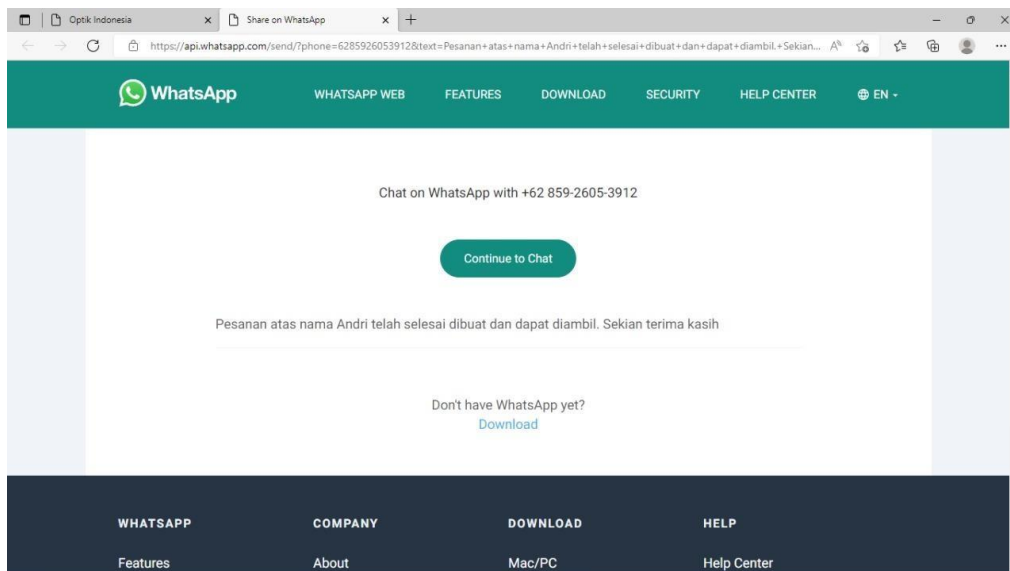 Optik Indonesia
Share on WhatsApp
https://api.whatsapp.com/send/?phone=6285926053912&text=Pesanan+atas+nama+Andri+telah+selesai+dibuat+dan+dapat+diambil.+Sekian...
WhatsApp WHATSAPP WEB FEATURES DOWNLOAD SECURITY HELP CENTER EN
Chat on WhatsApp with +62 859-2605-3912
Continue to Chat
Pesanan atas nama Andri telah selesai dibuat dan dapat diambil. Sekian terima kasih
Don't have WhatsApp yet?
Download
WHATSAPP COMPANY DOWNLOAD HELP
Features About Mac/PC Help Center